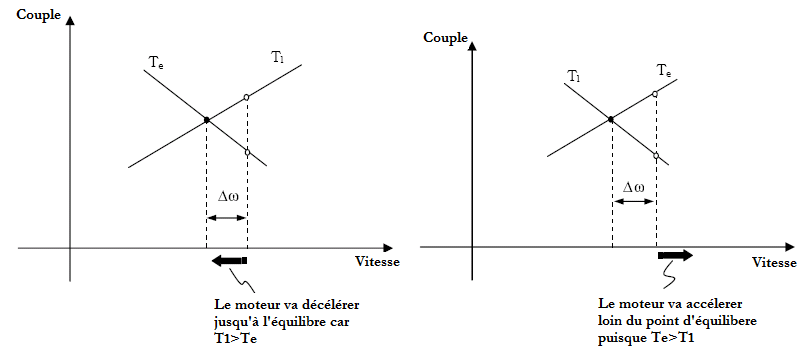 Couple
Te
Tl
Δω
Vitesse
Le moteur va décélérer
jusqu'à l'équilibre car
T1>Te
Couple
Tl
Te
Δω
Vitesse
Le moteur va accélerer
loin du point d'équilibere
puisque Te>T1